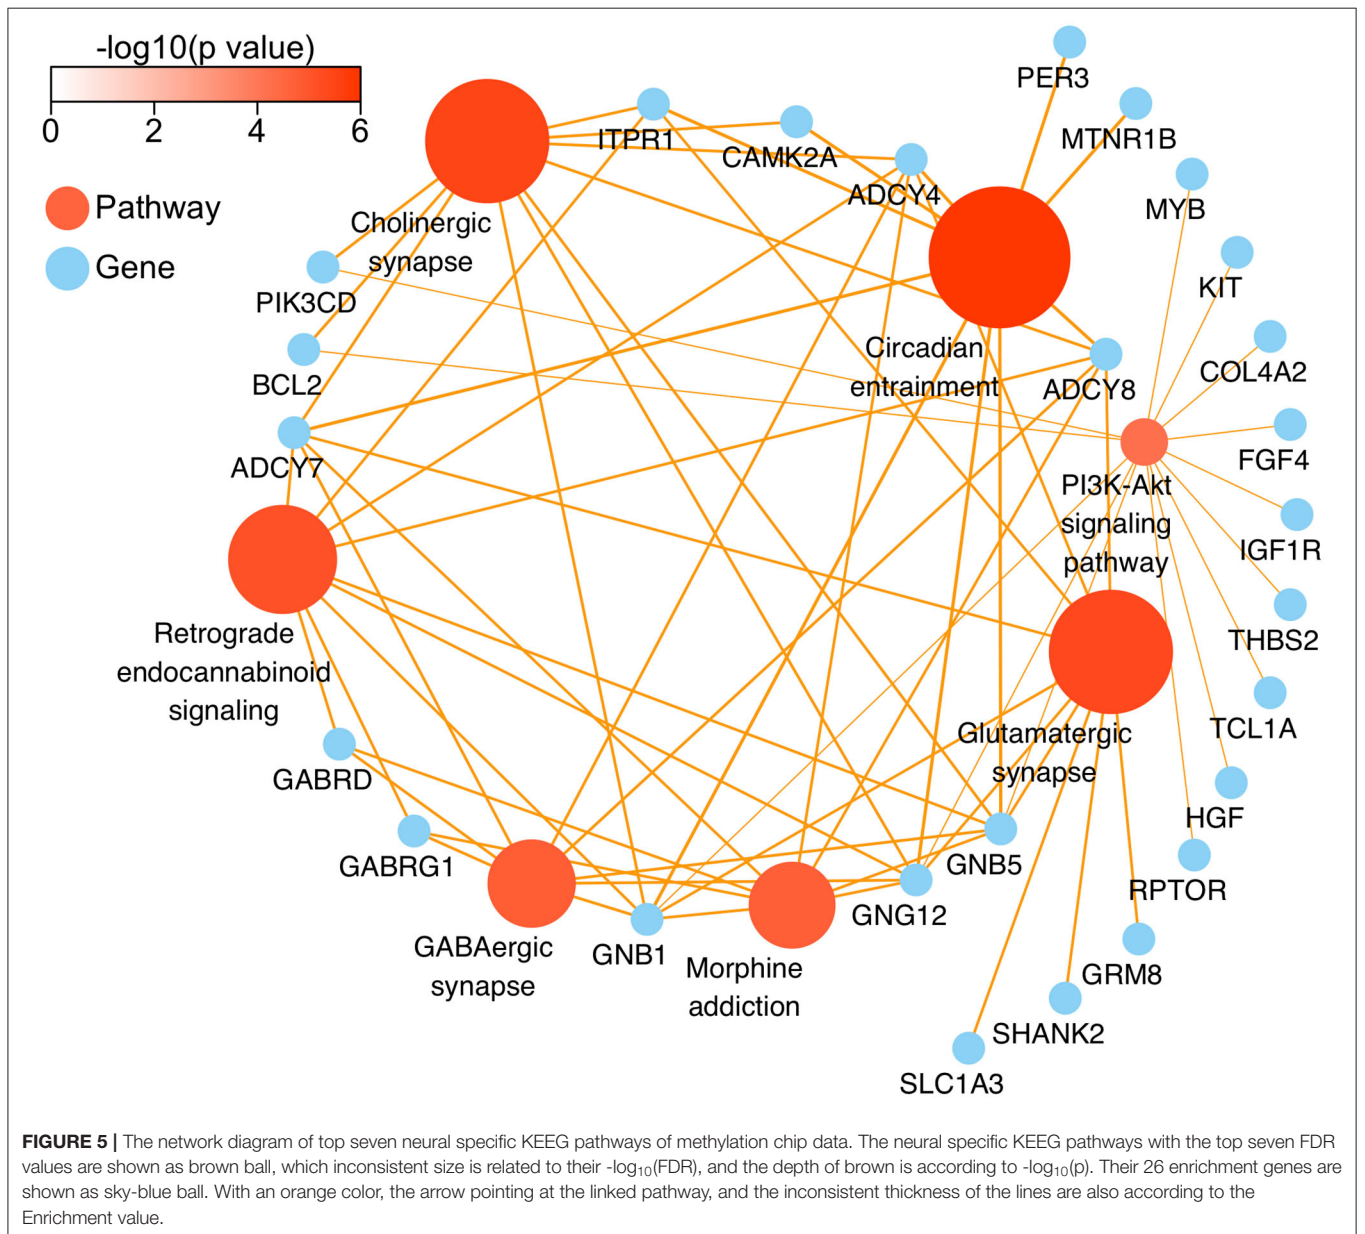 -log10(p value)
0 2 4 6
Pathway
Gene
PER3
MTNR1B
ITPR1
CAMK2A
ADCY4
MYB
Cholinergic
synapse
KIT
PIK3CD
Circadian
entrainment
COL4A2
BCL2
ADCY8
ADCY7
FGF4
PI3K-Akt
signaling
pathway
IGF1R
Retrograde
endocannabinoid
signaling
THBS2
TCL1A
Glutamatergic
synapse
GABRD
HGF
GABRG1
GNB5
RPTOR
GNG12
GABAergic
synapse
GNB1
Morphine
addiction
GRM8
SHANK2
SLC1A3
FIGURE 5 | The network diagram of top seven neural specific KEEG pathways of methylation chip data. The neural specific KEEG pathways with the top seven FDR
values are shown as brown ball, which inconsistent size is related to their -log10(FDR), and the depth of brown is according to -log10(p). Their 26 enrichment genes are
shown as sky-blue ball. With an orange color, the arrow pointing at the linked pathway, and the inconsistent thickness of the lines are also according to the
Enrichment value.